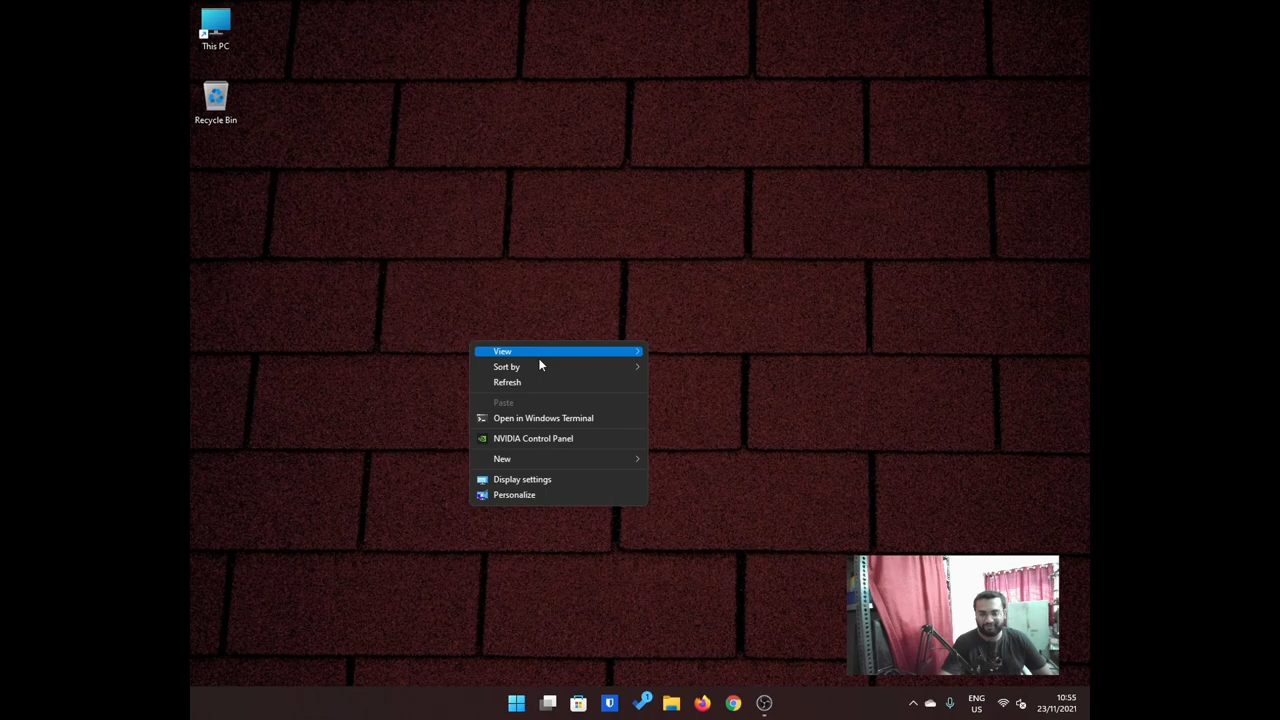 This PC
Recycle Bin
View
Sort by
Refresh
Paste
Open in Windows Terminal
NVIDIA Control Panel
New
Display settings
Personalize
1
ENG
US
10:55
23/11/2021